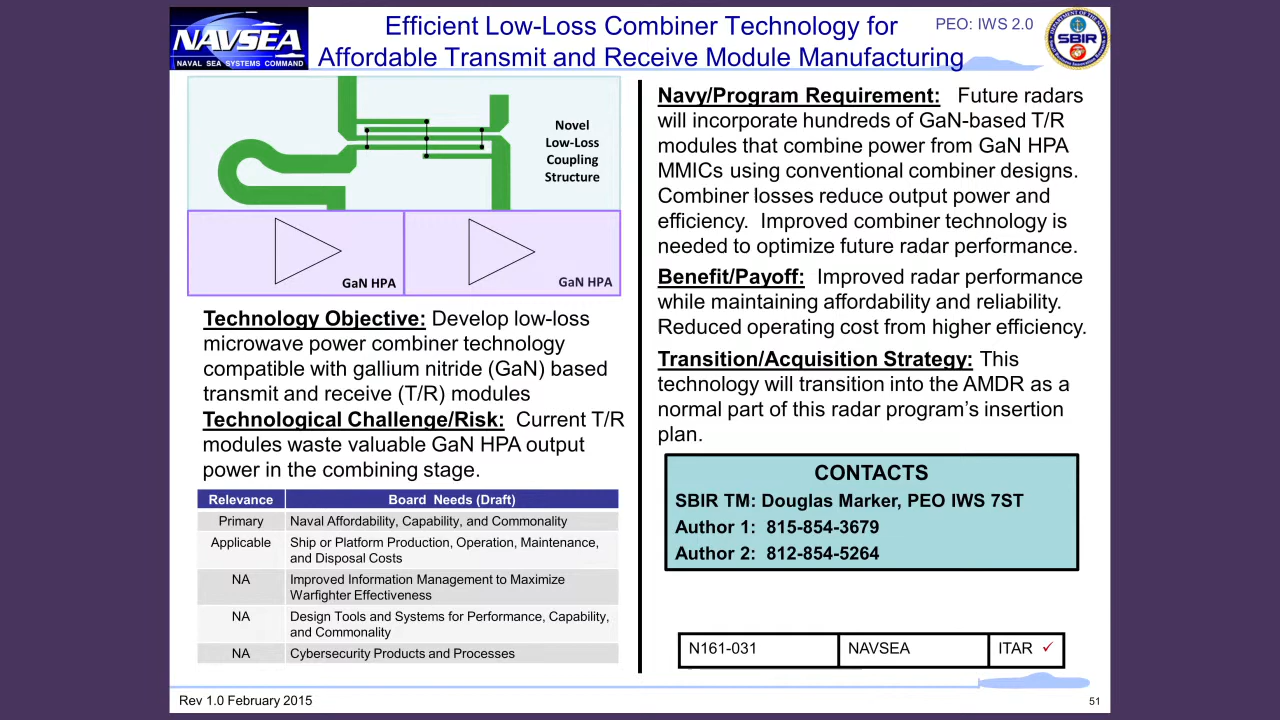 NAVSEA
NAVAL SEA SYSTEMS COMMAND
Efficient Low-Loss Combiner Technology for
Affordable Transmit and Receive Module Manufacturing
PEO: IWS 2.0
SBIR
Novel
Low-Loss
Coupling
Structure
GaN HPA
GaN HPA
Technology Objective: Develop low-loss
microwave power combiner technology
compatible with gallium nitride (GaN) based
transmit and receive (T/R) modules
Technological Challenge/Risk: Current T/R
modules waste valuable GaN HPA output
power in the combining stage.
Relevance Board Needs (Draft)
Primary Naval Affordability, Capability, and Commonality
Applicable Ship or Platform Production, Operation, Maintenance,
and Disposal Costs
NA Improved Information Management to Maximize
Warfighter Effectiveness
NA Design Tools and Systems for Performance, Capability,
and Commonality
NA Cybersecurity Products and Processes
Navy/Program Requirement: Future radars
will incorporate hundreds of GaN-based T/R
modules that combine power from GaN HPA
MMICs using conventional combiner designs.
Combiner losses reduce output power and
efficiency. Improved combiner technology is
needed to optimize future radar performance.
Benefit/Payoff: Improved radar performance
while maintaining affordability and reliability.
Reduced operating cost from higher efficiency.
Transition/Acquisition Strategy: This
technology will transition into the AMDR as a
normal part of this radar program's insertion
plan.
CONTACTS
SBIR TM: Douglas Marker, PEO IWS 7ST
Author 1: 815-854-3679
Author 2: 812-854-5264
N161-031 NAVSEA ITAR ✓
Rev 1.0 February 2015
51